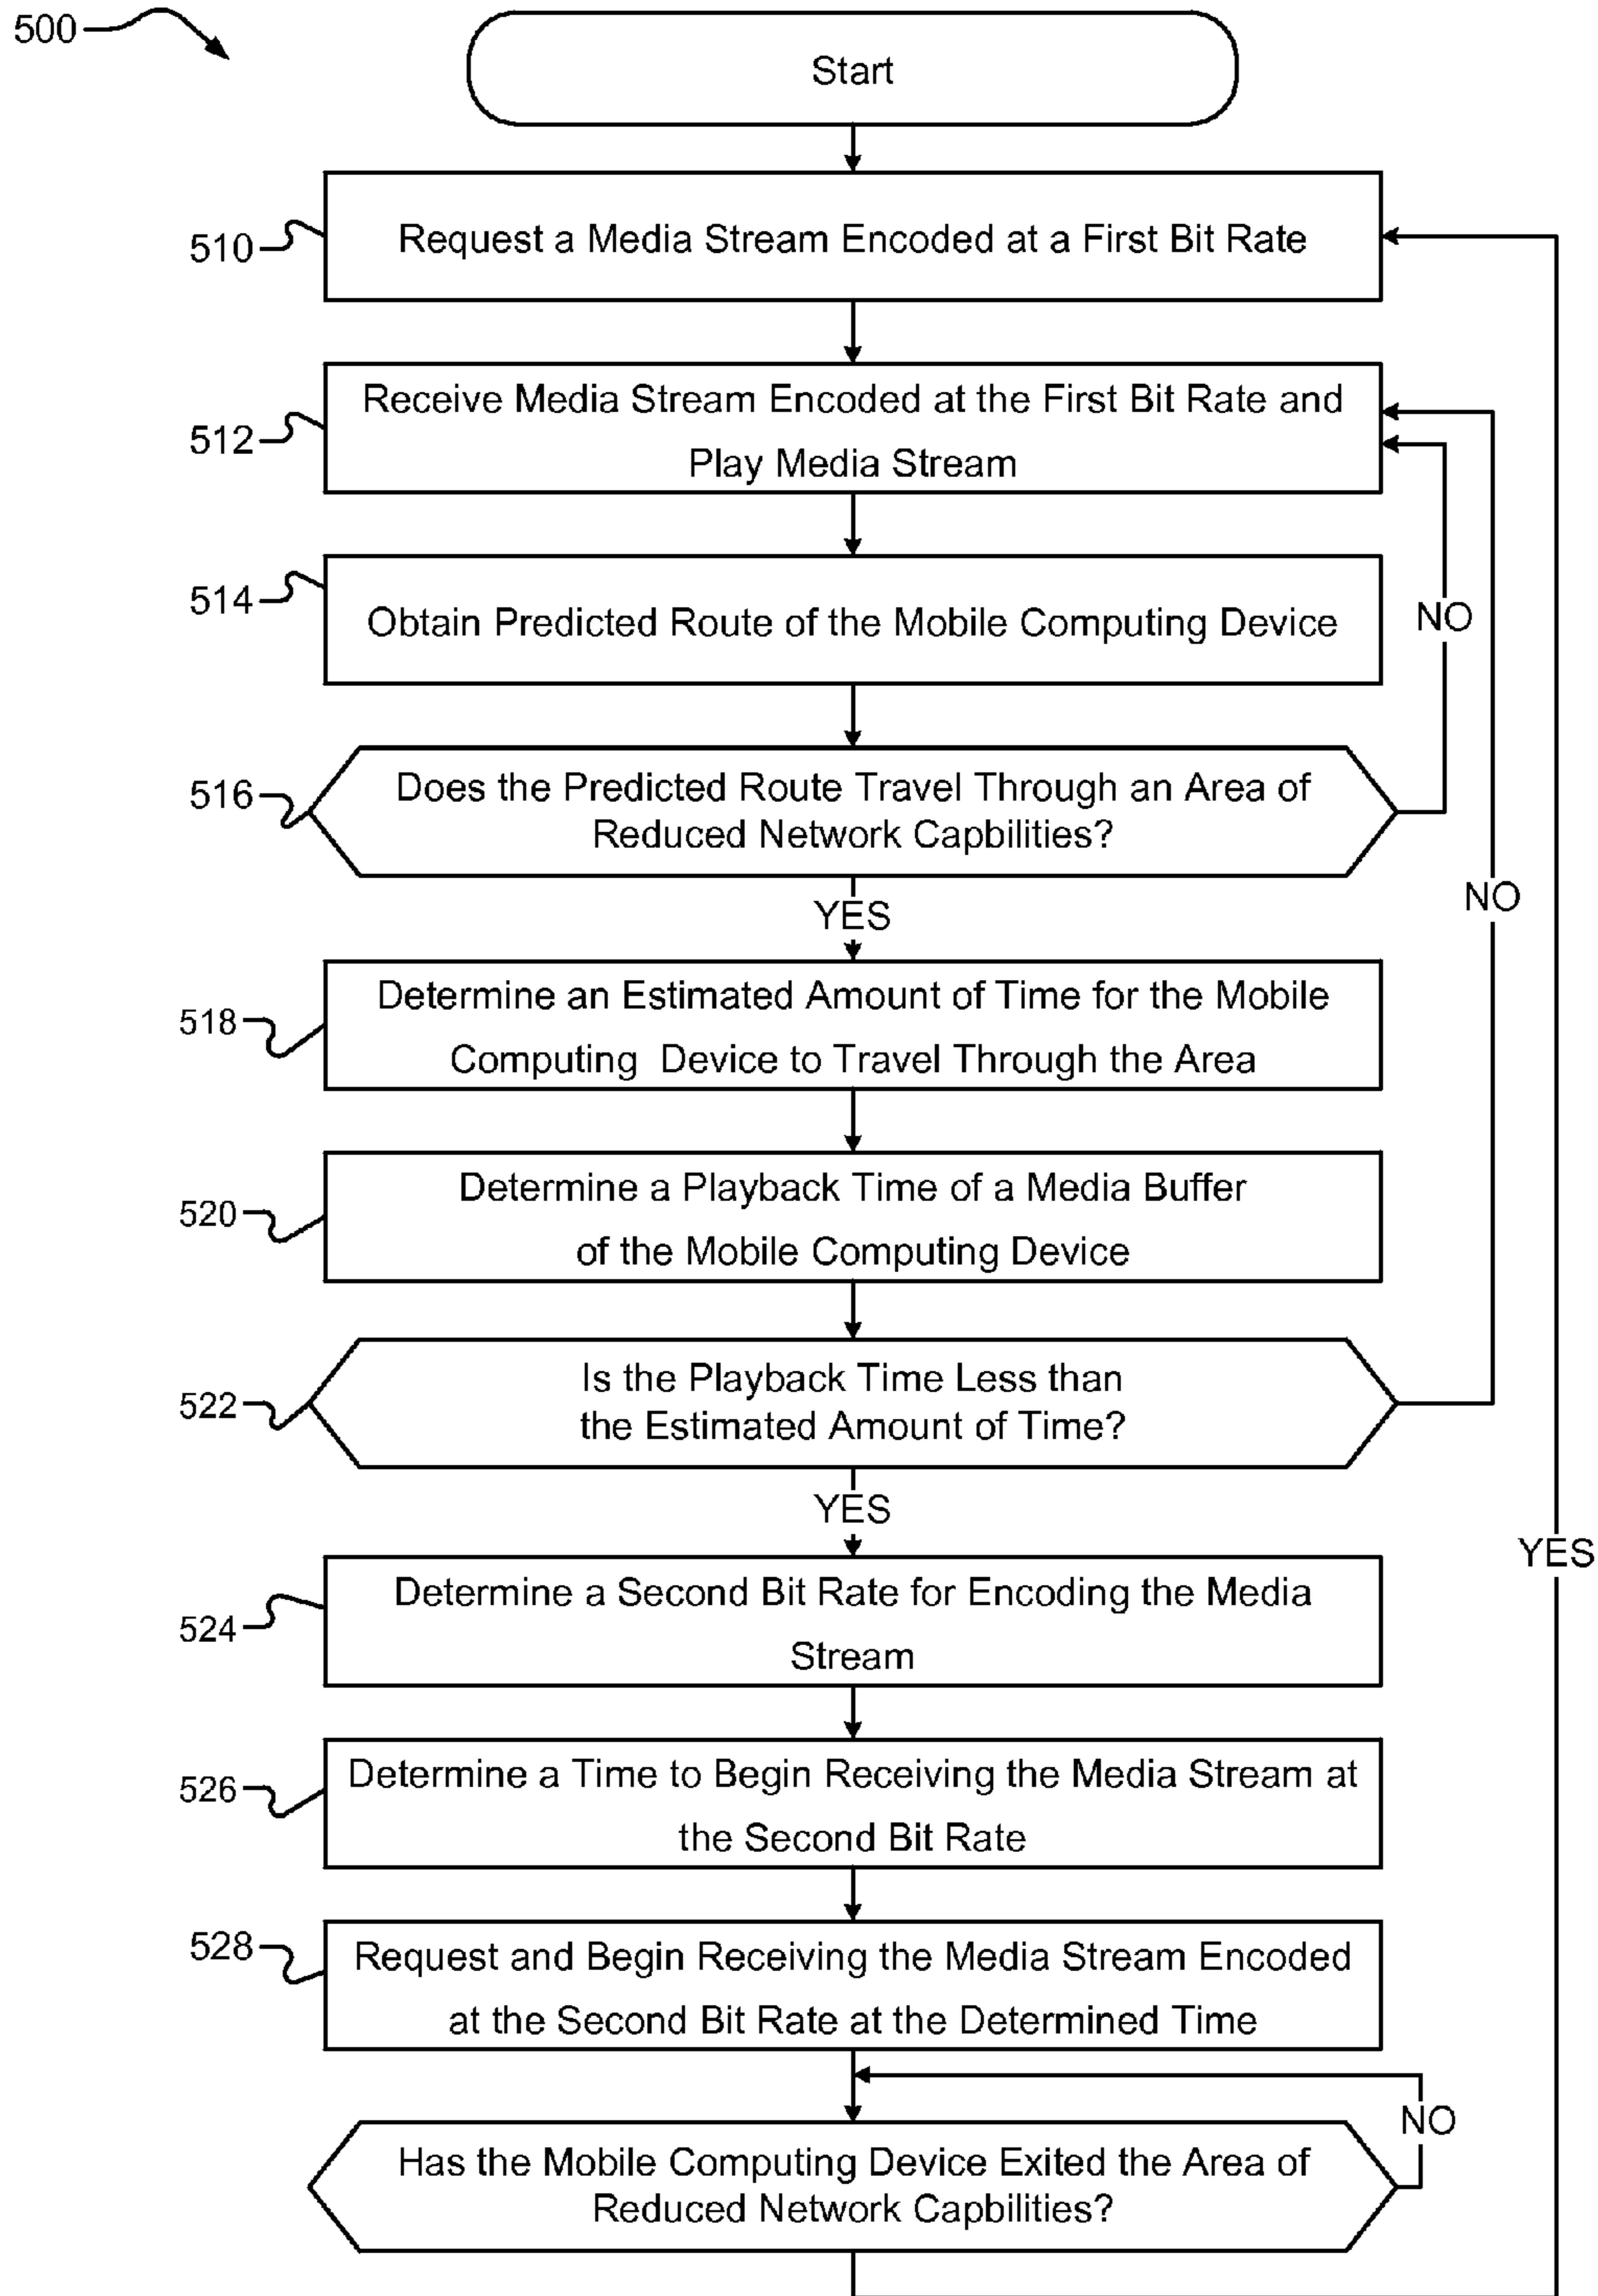 500
Start
510
Request a Media Stream Encoded at a First Bit Rate
512
Receive Media Stream Encoded at the First Bit Rate and
Play Media Stream
514
Obtain Predicted Route of the Mobile Computing Device
NO
516
Does the Predicted Route Travel Through an Area of
Reduced Network Capbilities?
NO
YES
518
Determine an Estimated Amount of Time for the Mobile
Computing Device to Travel Through the Area
520
Determine a Playback Time of a Media Buffer
of the Mobile Computing Device
522
Is the Playback Time Less than
the Estimated Amount of Time?
YES
YES
524
Determine a Second Bit Rate for Encoding the Media
Stream
526
Determine a Time to Begin Receiving the Media Stream at
the Second Bit Rate
528
Request and Begin Receiving the Media Stream Encoded
at the Second Bit Rate at the Determined Time
NO
Has the Mobile Computing Device Exited the Area of
Reduced Network Capbilities?